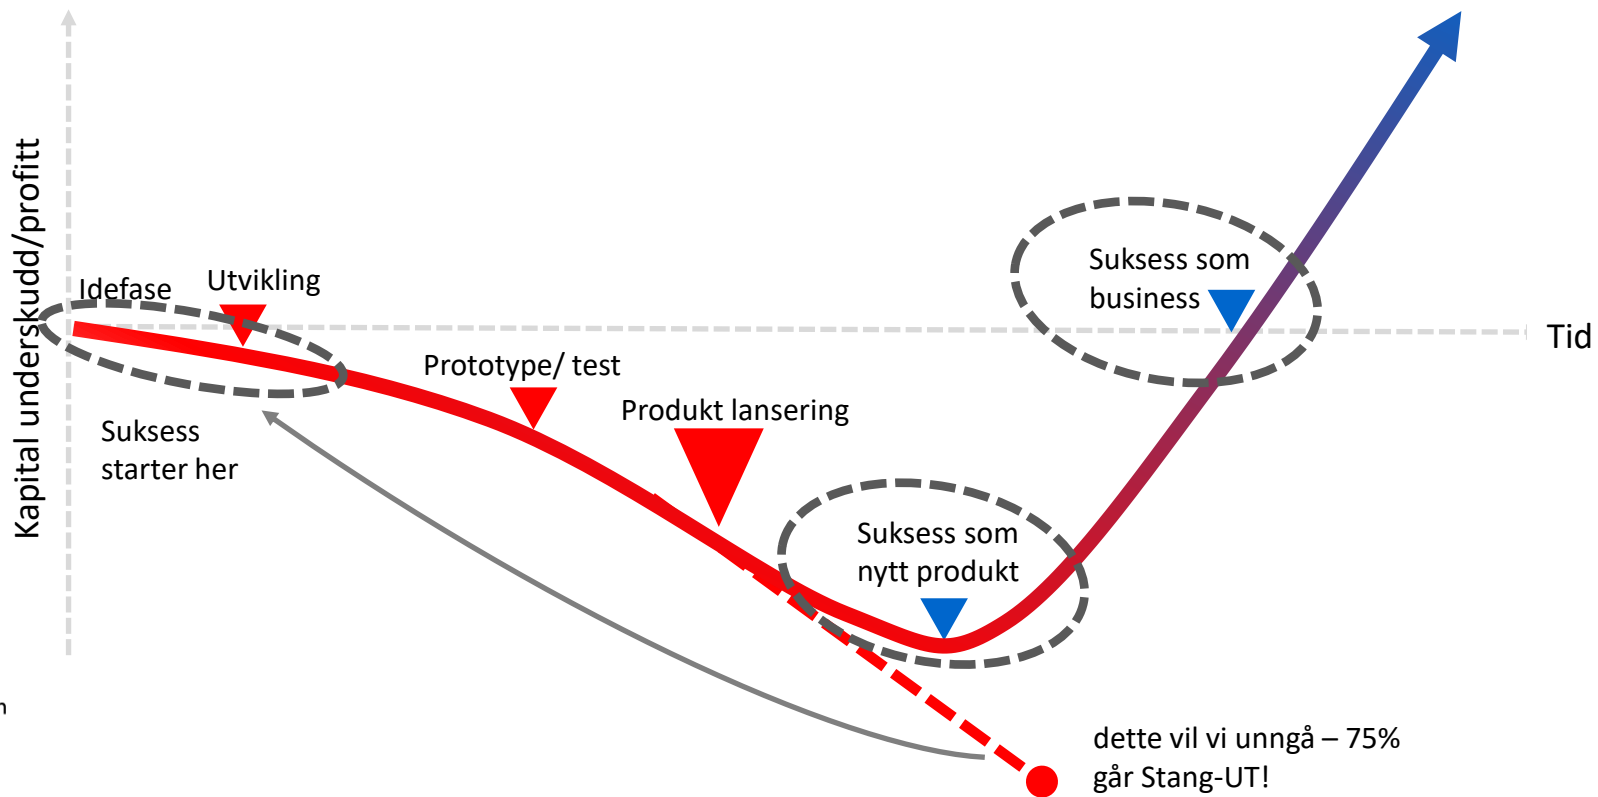 Kapital underskudd/profitt
Idefase
Utvikling
Prototype/ test
Produkt lansering
Suksess
starter her
Suksess som
nytt produkt
Suksess som
business
Tid
dette vil vi unngå – 75%
går Stang-UT!